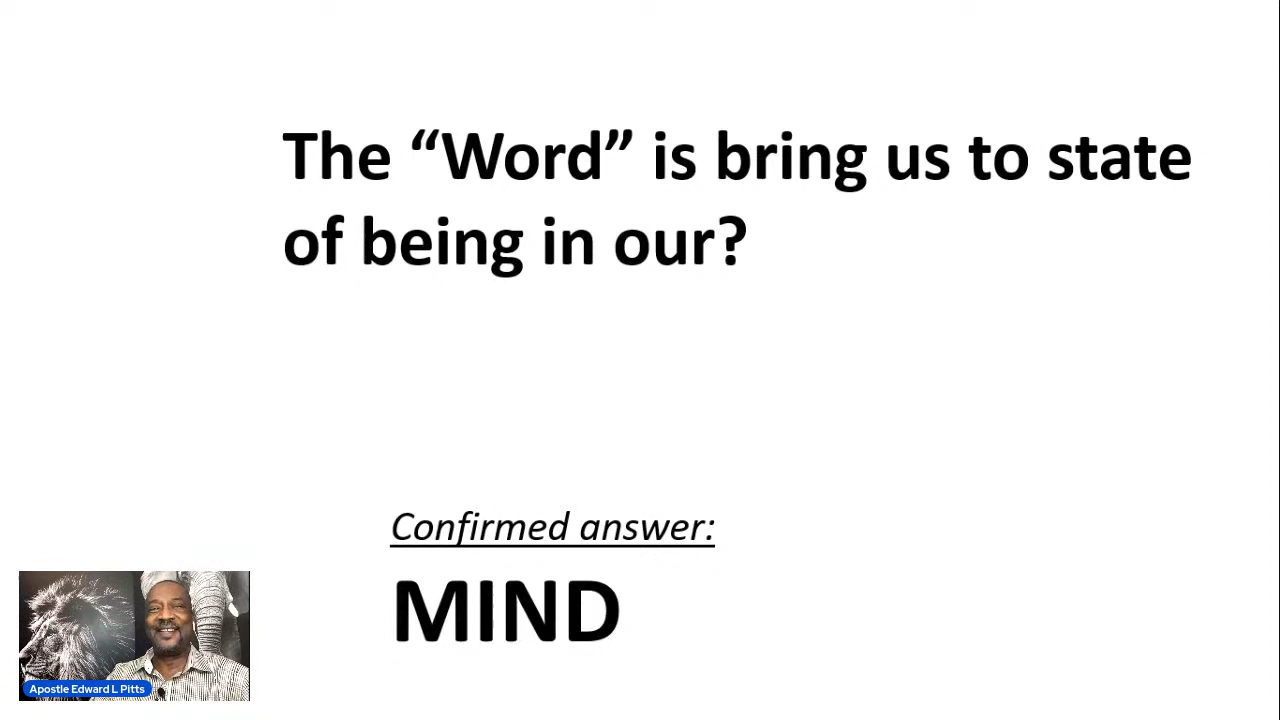 The “Word” is bring us to state
of being in our?
Confirmed answer:
MIND
Apostle Edward L Pitts